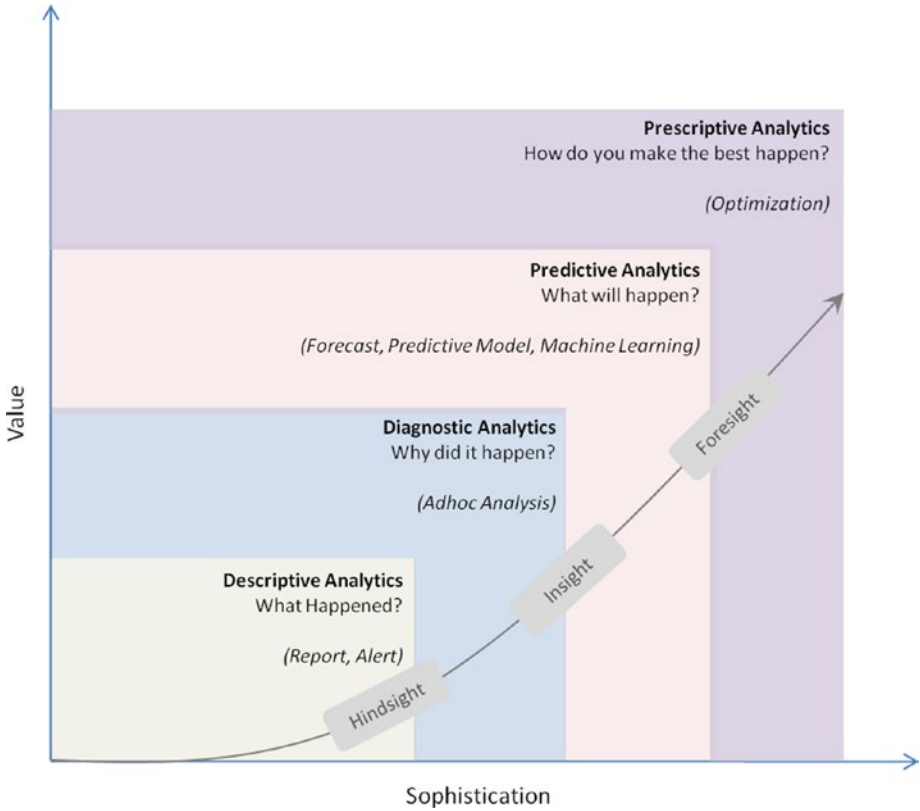 Prescriptive Analytics
How do you make the best happen?
(Optimization)
Predictive Analytics
What will happen?
(Forecast, Predictive Model, Machine Learning)
Diagnostic Analytics
Why did it happen?
(Adhoc Analysis)
Descriptive Analytics
What Happened?
(Report, Alert)
Hindsight
Insight
Foresight
Value
Sophistication